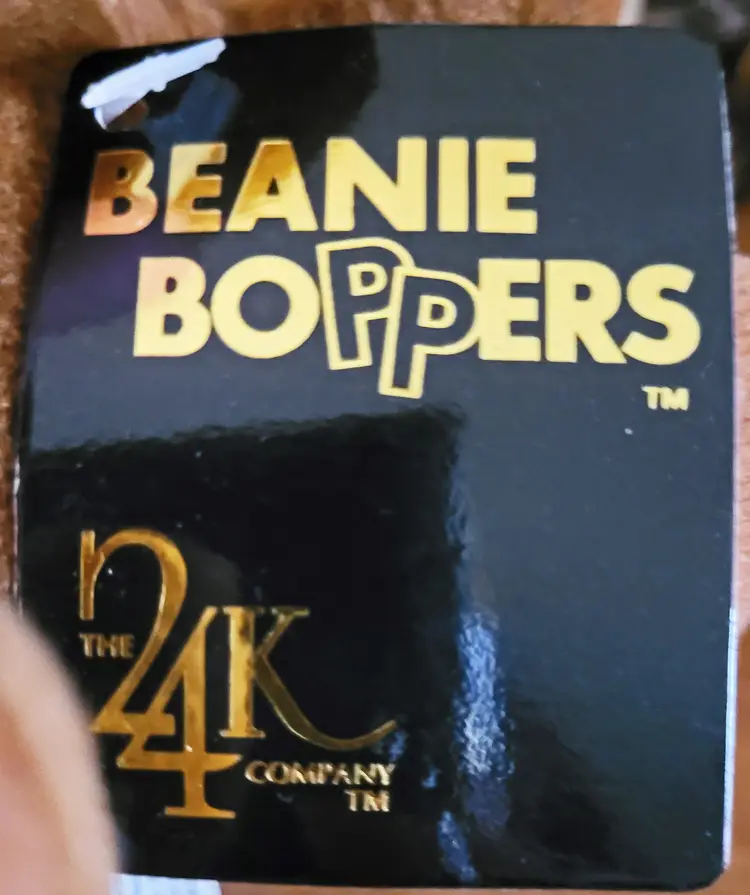 BEANIE
BOPPERS
TM
THE 24K
COMPANY
TM